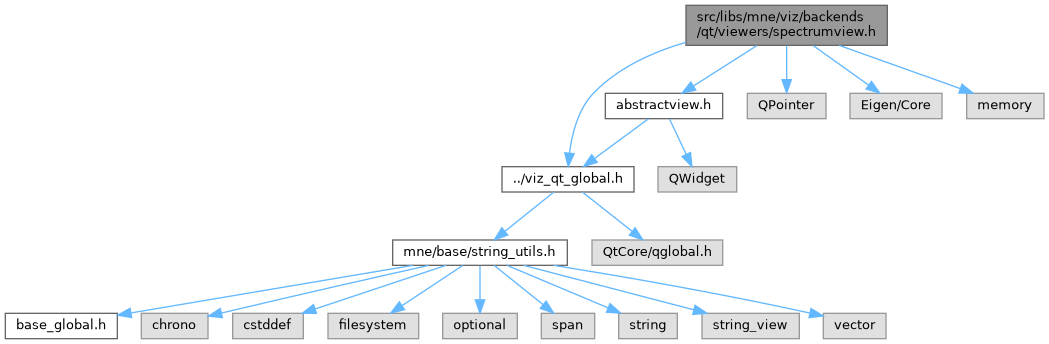 src/libs/mne/viz/backends
/qt/viewers/spectrumview.h
abstractview.h
QPointer
Eigen/Core
memory
../viz_qt_global.h
QWidget
mne/base/string_utils.h
QtCore/qglobal.h
base_global.h
chrono
cstddef
filesystem
optional
span
string
string_view
vector